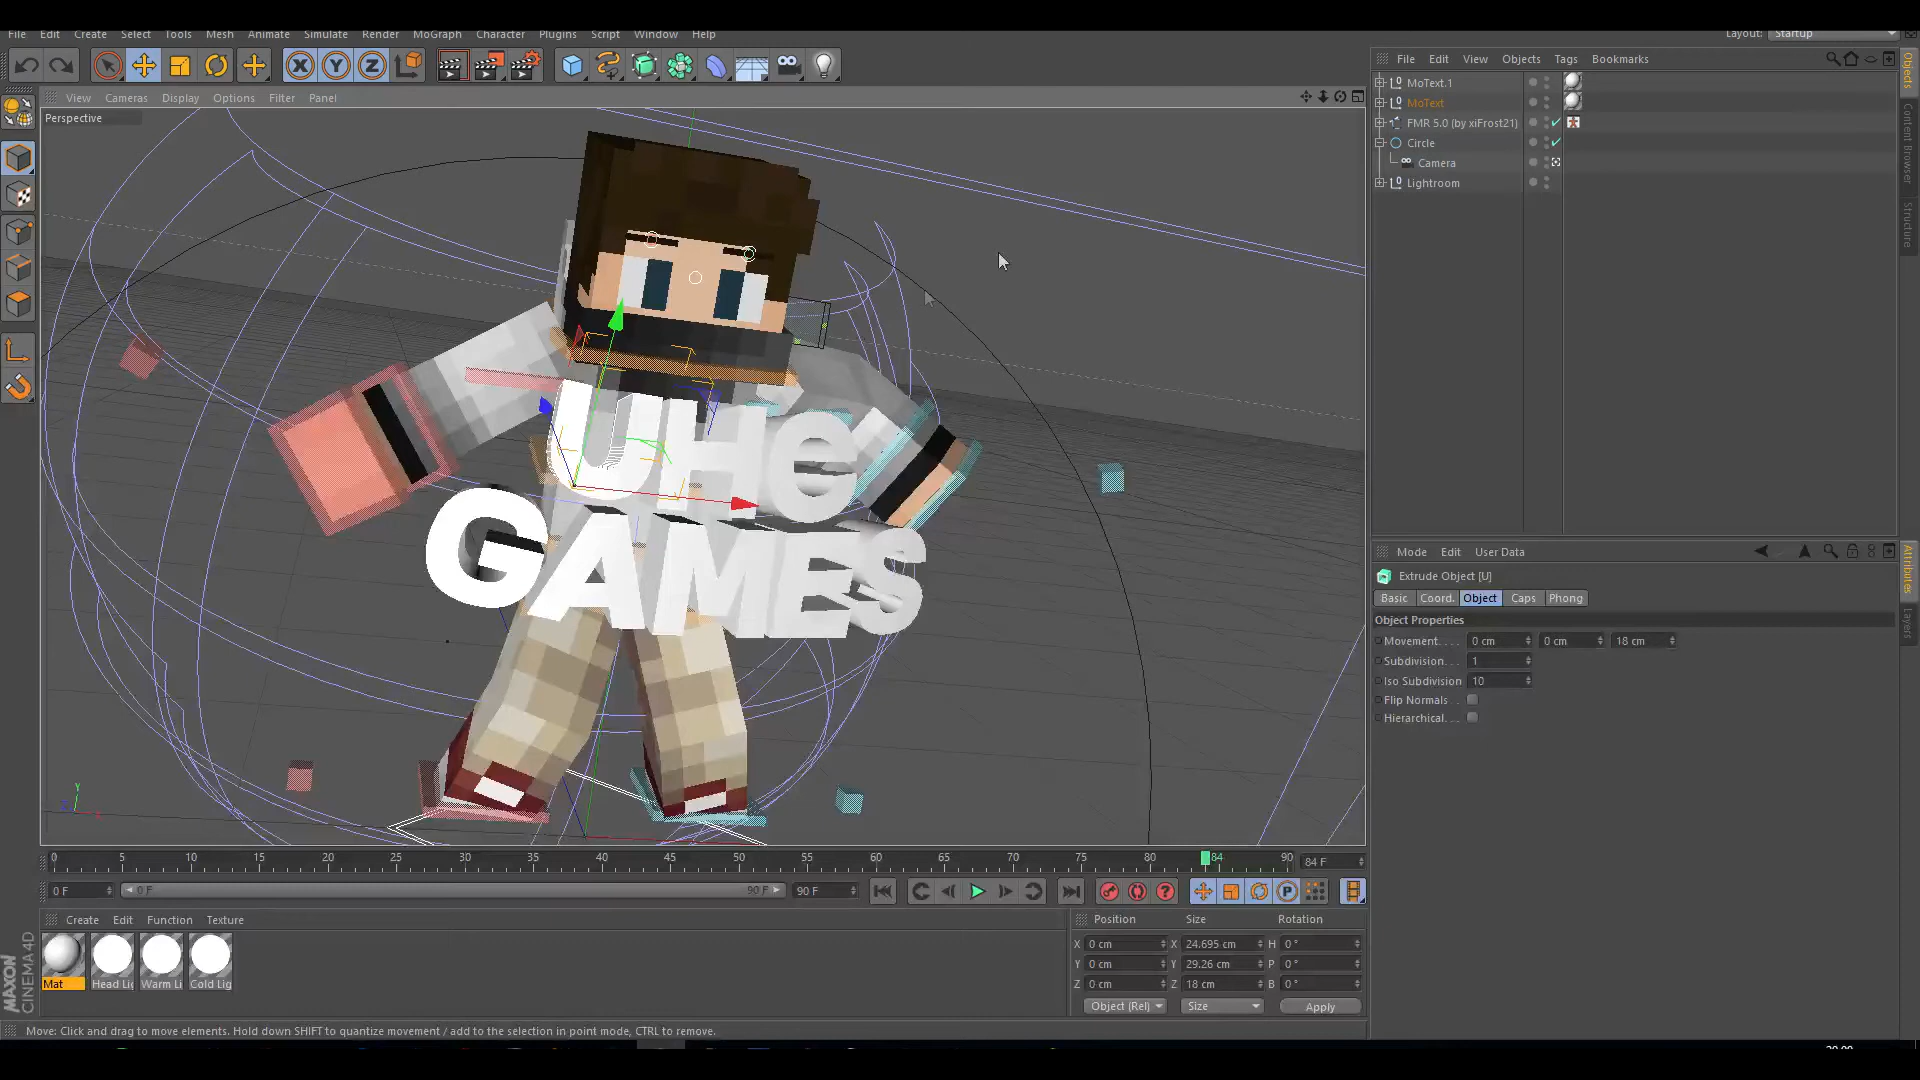 File Edit Create Select Tools Mesh Animate Simulate Render MoGraph Character Plugins Script Window Help
Layout: Startup
View Cameras Display Options Filter Panel
Perspective
File Edit View Objects Tags Bookmarks
MoText.1
MoText
FMR 5.0 (by xiFrost21)
Circle
Camera
Lightroom
Objects
Content Browser
Structure
UHe
GAMES
Mode Edit User Data
Extrude Object [U]
Basic Coord. Object Caps Phong
Object Properties
Movement. . . . 0 cm 0 cm 18 cm
Subdivision. . . 1
Iso Subdivision 10
Flip Normals
Hierarchical. . .
Attributes
Layers
0 5 10 15 20 25 30 35 40 45 50 55 60 65 70 75 80 84 90 84 F
0 F 0 F 90 F 90 F
Create Edit Function Texture
Mat Head Lig Warm Li Cold Lig
Position Size Rotation
X 0 cm X 24.695 cm H 0 °
Y 0 cm Y 29.26 cm P 0 °
Z 0 cm Z 18 cm B 0 °
Object (Rel) Size Apply
MAXON
CINEMA 4D
Move: Click and drag to move elements. Hold down SHIFT to quantize movement / add to the selection in point mode, CTRL to remove.